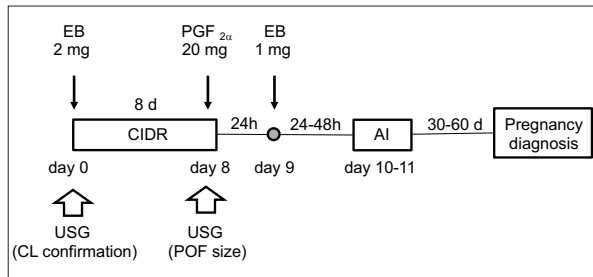 EB
2 mg
PGF 2α
20 mg
EB
1 mg
8 d
24h
24-48h
30-60 d
CIDR
AI
Pregnancy
diagnosis
day 0
day 8
day 9
day 10-11
USG
(CL confirmation)
USG
(POF size)